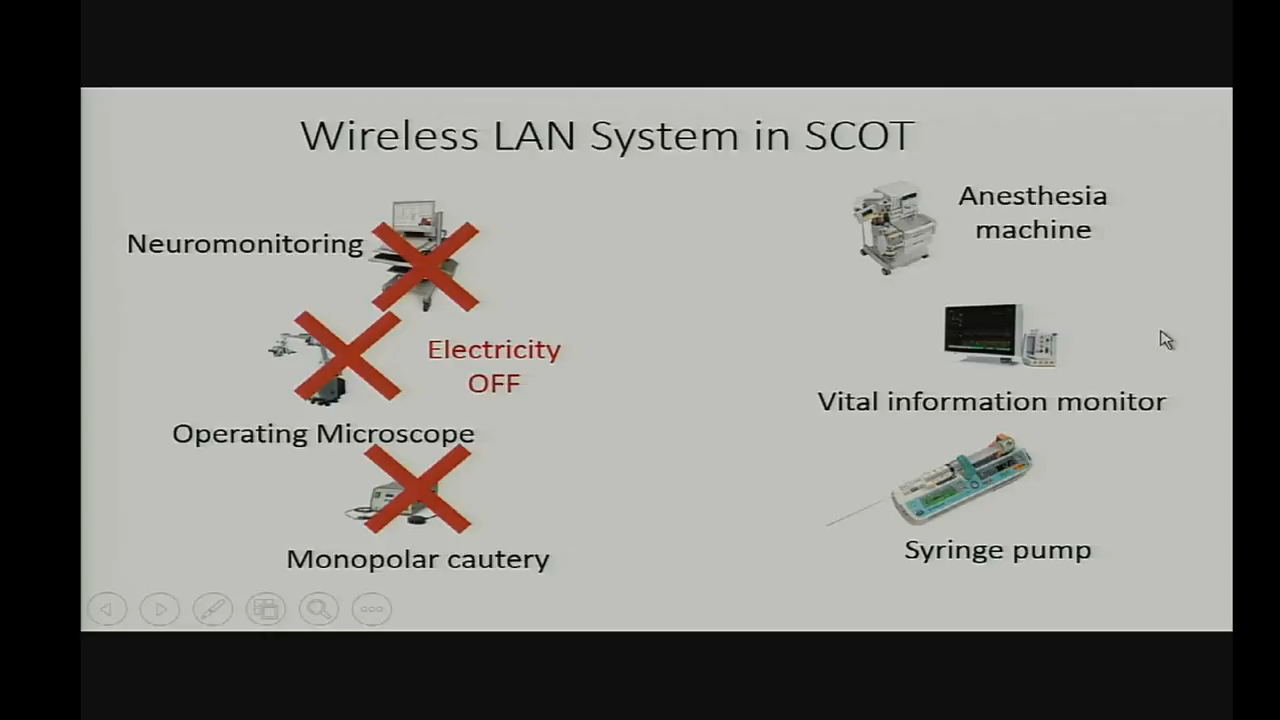 Wireless LAN System in SCOT
Neuromonitoring
Electricity
OFF
Operating Microscope
Monopolar cautery
Anesthesia
machine
Vital information monitor
Syringe pump